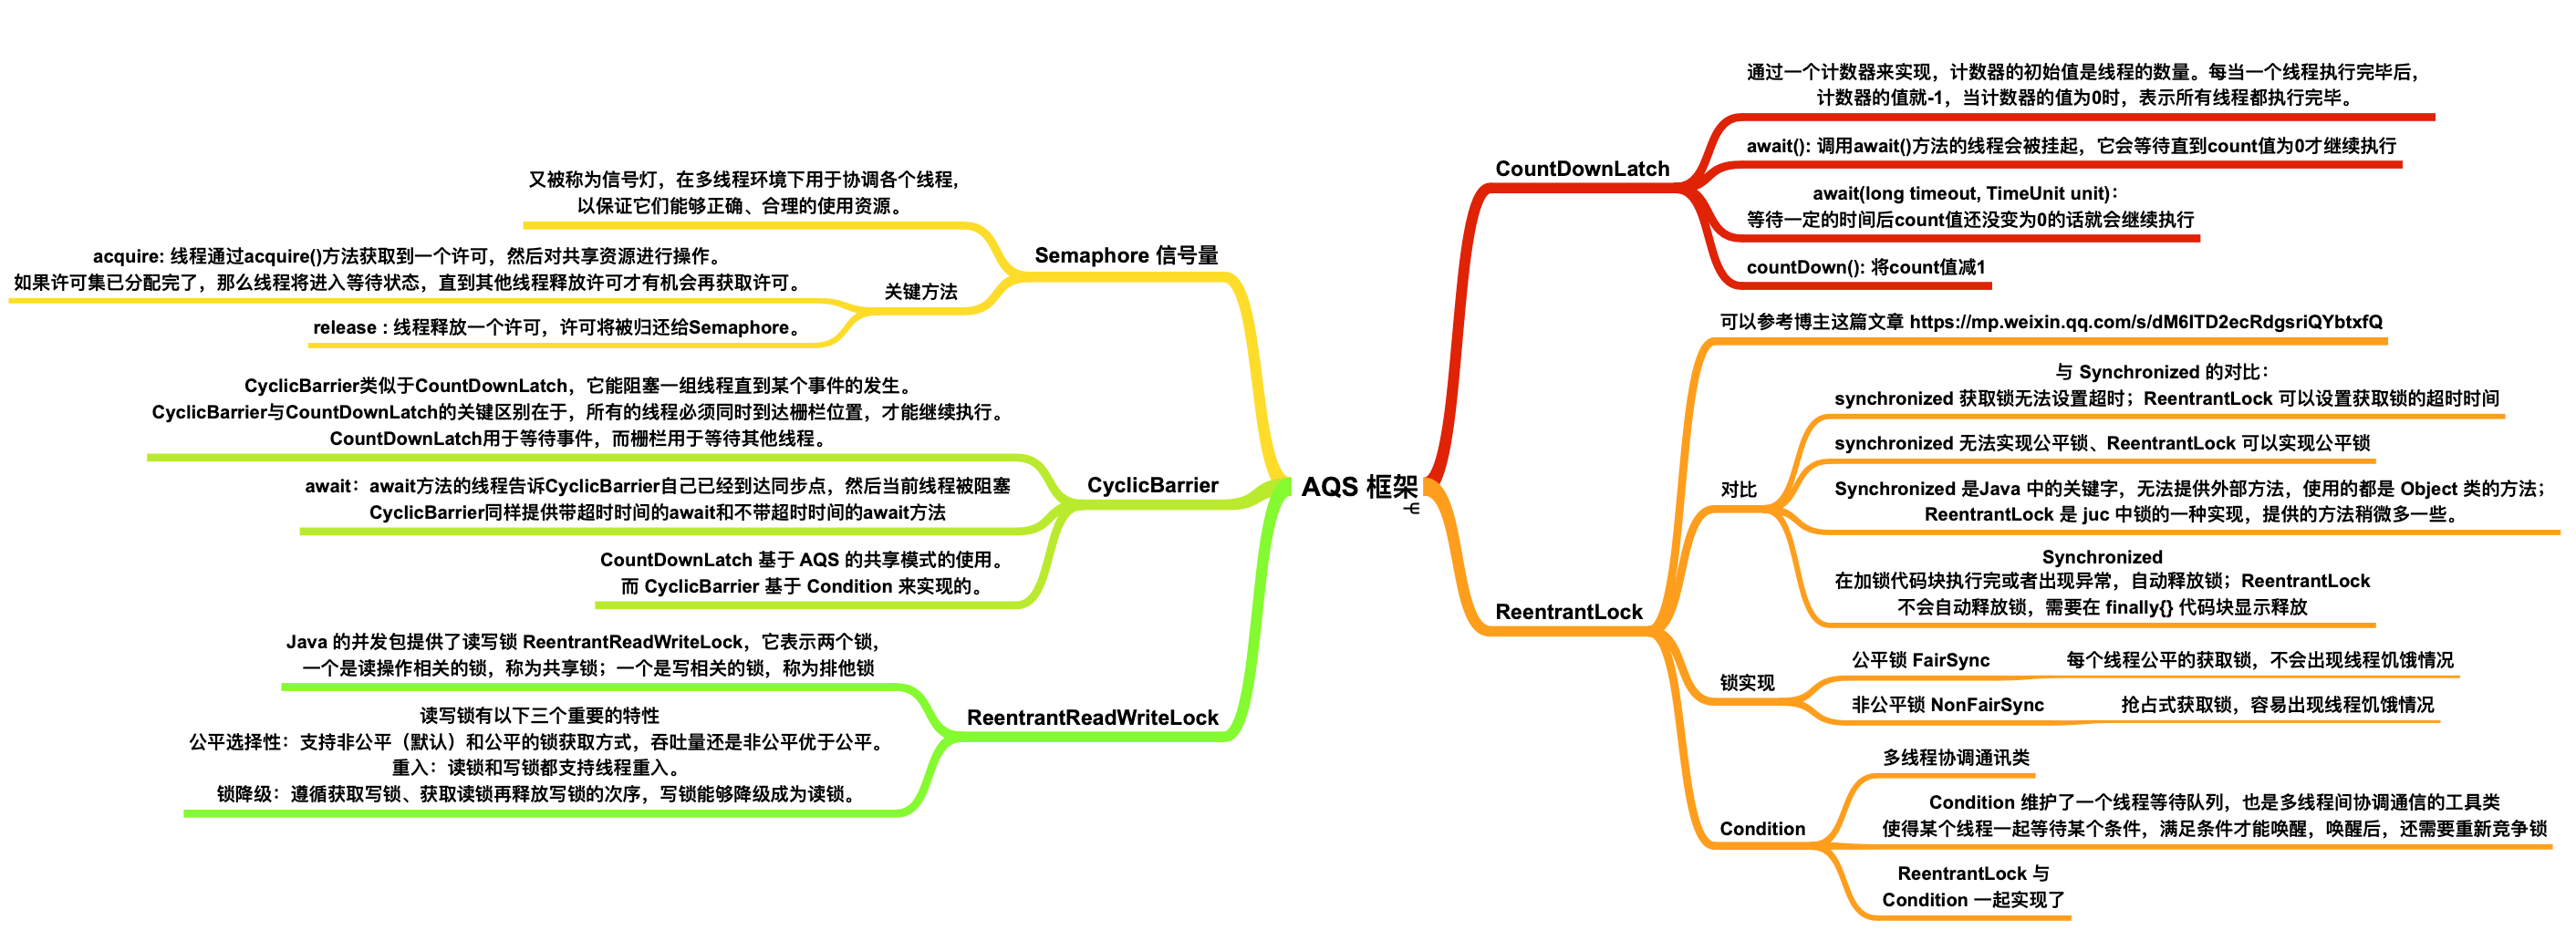 AQS 框架
CountDownLatch
通过一个计数器来实现，计数器的初始值是线程的数量。每当一个线程执行完毕后，
计数器的值就-1，当计数器的值为0时，表示所有线程都执行完毕。
await(): 调用await()方法的线程会被挂起，它会等待直到count值为0才继续执行
await(long timeout, TimeUnit unit)：
等待一定的时间后count值还没变为0的话就会继续执行
countDown(): 将count值减1
ReentrantLock
可以参考博主这篇文章 https://mp.weixin.qq.com/s/dM6ITD2ecRdgsriQYbtxfQ
对比
与 Synchronized 的对比：
synchronized 获取锁无法设置超时；ReentrantLock 可以设置获取锁的超时时间
synchronized 无法实现公平锁、ReentrantLock 可以实现公平锁
Synchronized 是Java 中的关键字，无法提供外部方法，使用的都是 Object 类的方法；
ReentrantLock 是 juc 中锁的一种实现，提供的方法稍微多一些。
Synchronized
在加锁代码块执行完或者出现异常，自动释放锁；ReentrantLock
不会自动释放锁，需要在 finally{} 代码块显示释放
锁实现
公平锁 FairSync
每个线程公平的获取锁，不会出现线程饥饿情况
非公平锁 NonFairSync
抢占式获取锁，容易出现线程饥饿情况
Condition
多线程协调通讯类
Condition 维护了一个线程等待队列，也是多线程间协调通信的工具类
使得某个线程一起等待某个条件，满足条件才能唤醒，唤醒后，还需要重新竞争锁
ReentrantLock 与
Condition 一起实现了
Semaphore 信号量
又被称为信号灯，在多线程环境下用于协调各个线程,
以保证它们能够正确、合理的使用资源。
关键方法
acquire: 线程通过acquire()方法获取到一个许可，然后对共享资源进行操作。
如果许可集已分配完了，那么线程将进入等待状态，直到其他线程释放许可才有机会再获取许可。
release : 线程释放一个许可，许可将被归还给Semaphore。
CyclicBarrier
CyclicBarrier类似于CountDownLatch，它能阻塞一组线程直到某个事件的发生。
CyclicBarrier与CountDownLatch的关键区别在于，所有的线程必须同时到达栅栏位置，才能继续执行。
CountDownLatch用于等待事件，而栅栏用于等待其他线程。
await：await方法的线程告诉CyclicBarrier自己已经到达同步点，然后当前线程被阻塞
CyclicBarrier同样提供带超时时间的await和不带超时时间的await方法
CountDownLatch 基于 AQS 的共享模式的使用。
而 CyclicBarrier 基于 Condition 来实现的。
ReentrantReadWriteLock
Java 的并发包提供了读写锁 ReentrantReadWriteLock，它表示两个锁，
一个是读操作相关的锁，称为共享锁；一个是写相关的锁，称为排他锁
读写锁有以下三个重要的特性
公平选择性：支持非公平（默认）和公平的锁获取方式，吞吐量还是非公平优于公平。
重入：读锁和写锁都支持线程重入。
锁降级：遵循获取写锁、获取读锁再释放写锁的次序，写锁能够降级成为读锁。